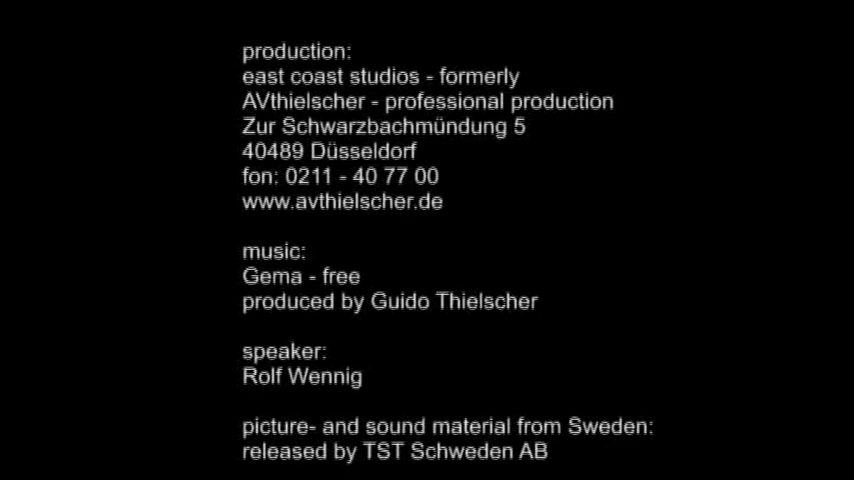 production:
east coast studios - formerly
AVthielscher - professional production
Zur Schwarzbachmündung 5
40489 Düsseldorf
fon: 0211 - 40 77 00
www.avthielscher.de
music:
Gema - free
produced by Guido Thielscher
speaker:
Rolf Wennig
picture- and sound material from Sweden:
released by TST Schweden AB